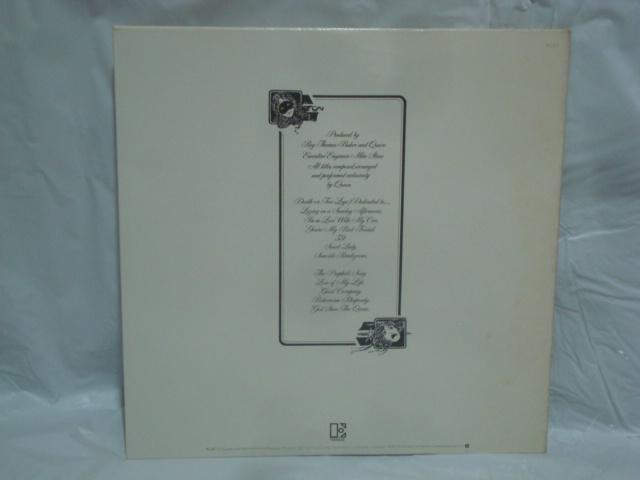 Produced by
Roy Thomas Baker and Queen
Executive Engineer Mike Stone
All titles composed, arranged
and performed exclusively
by Queen
Death on Two Legs (Dedicated to......
Lazing on a Sunday Afternoon.
I'm in Love With My Car.
You're My Best Friend.
'39
Sweet Lady.
Seaside Rendezvous.
The Prophet's Song
Love of My Life.
Good Company.
Bohemian Rhapsody.
God Save The Queen.